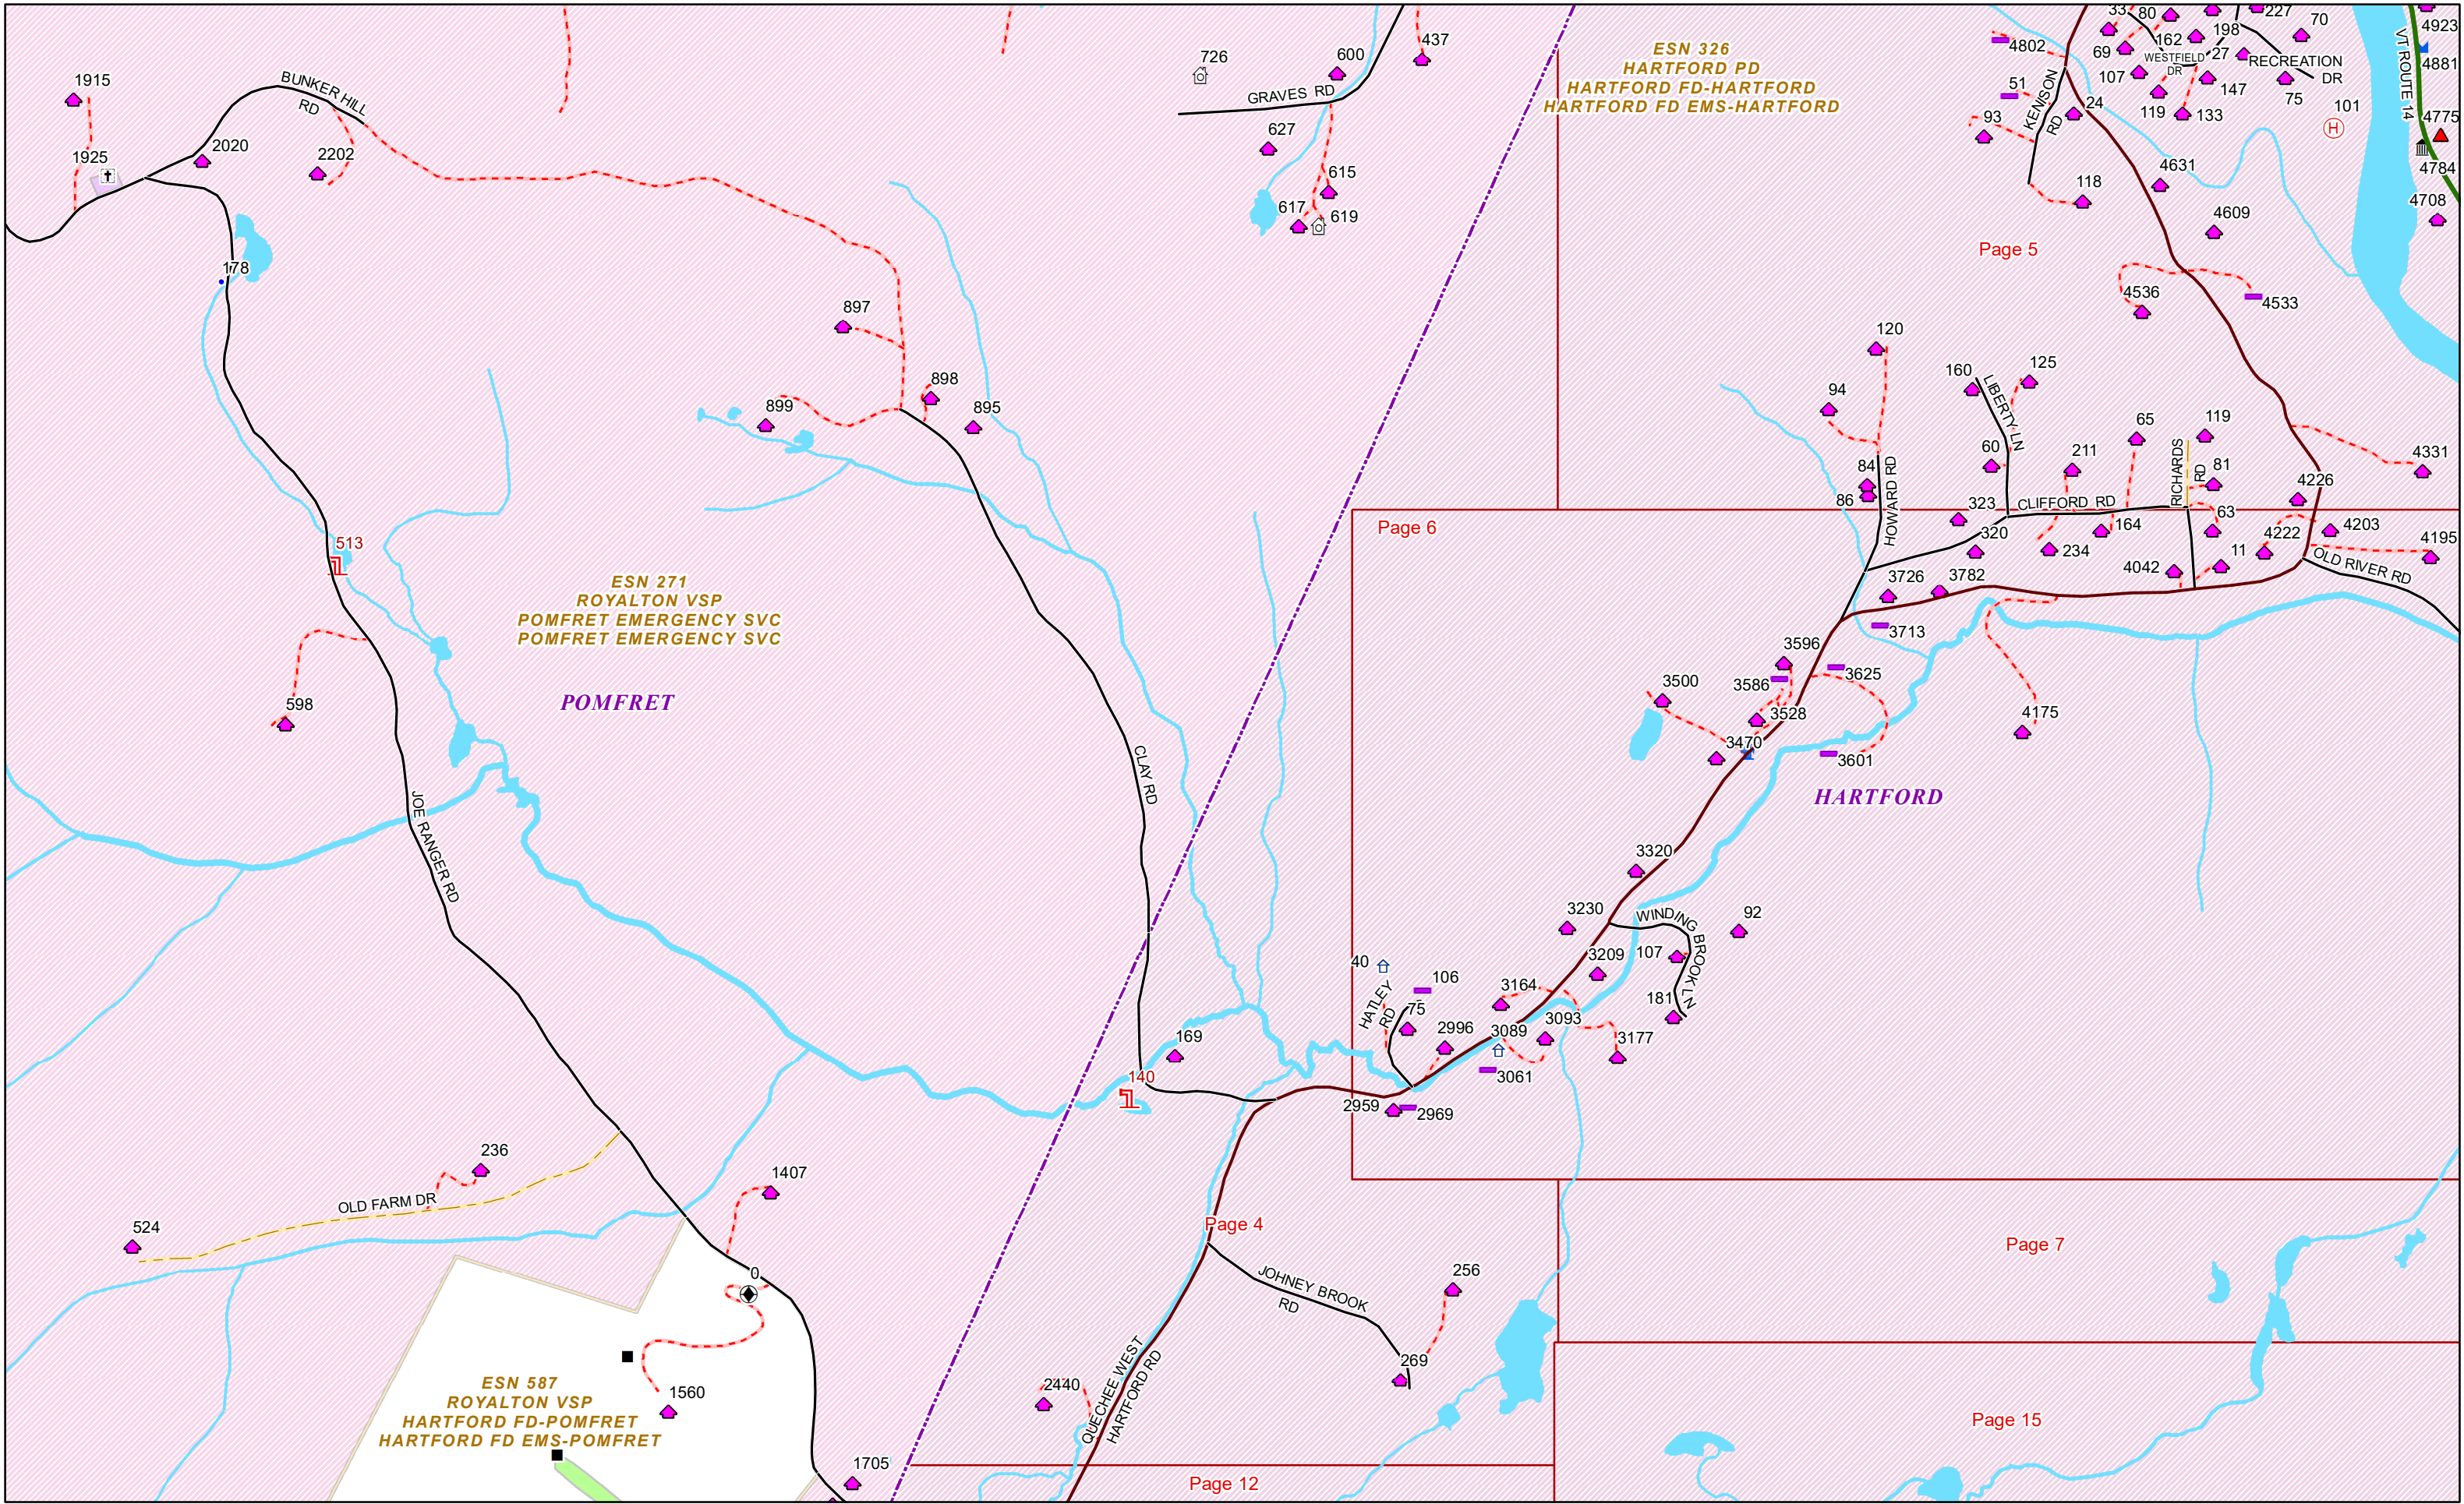 1915
BUNKER HILL
RD
1925
2020
2202
178
726
600
437
GRAVES RD
627
615
617
619
ESN 326
HARTFORD PD
HARTFORD FD-HARTFORD
HARTFORD FD EMS-HARTFORD
4802
51
93
KENISON
RD
24
118
33
80
69
107
162
WESTFIELD
DR
119
133
198
27
147
227
70
RECREATION
DR
75
101
VT ROUTE 14
4923
4881
4775
4784
4708
4631
4609
Page 5
4536
4533
897
898
899
895
120
94
84
86
HOWARD RD
160
LIBERTY LN
125
60
211
65
RICHARDS
RD
119
81
4226
4331
323
CLIFFORD RD
320
234
164
63
4222
4203
4195
11
4042
OLD RIVER RD
Page 6
3726
3782
3713
513
ESN 271
ROYALTON VSP
POMFRET EMERGENCY SVC
POMFRET EMERGENCY SVC
POMFRET
598
CLAY RD
JOE RANGER RD
3596
3586
3625
3500
3528
3470
3601
4175
HARTFORD
3320
3230
WINDING
BROOK LN
92
3209
107
181
40
HATLEY
RD
106
75
2996
3164
3089
3093
3177
3061
2959
2969
169
140
236
OLD FARM DR
524
1407
0
1560
ESN 587
ROYALTON VSP
HARTFORD FD-POMFRET
HARTFORD FD EMS-POMFRET
1705
Page 4
JOHNEY BROOK
RD
256
269
2440
QUECHEE WEST
HARTFORD RD
Page 7
Page 15
Page 12